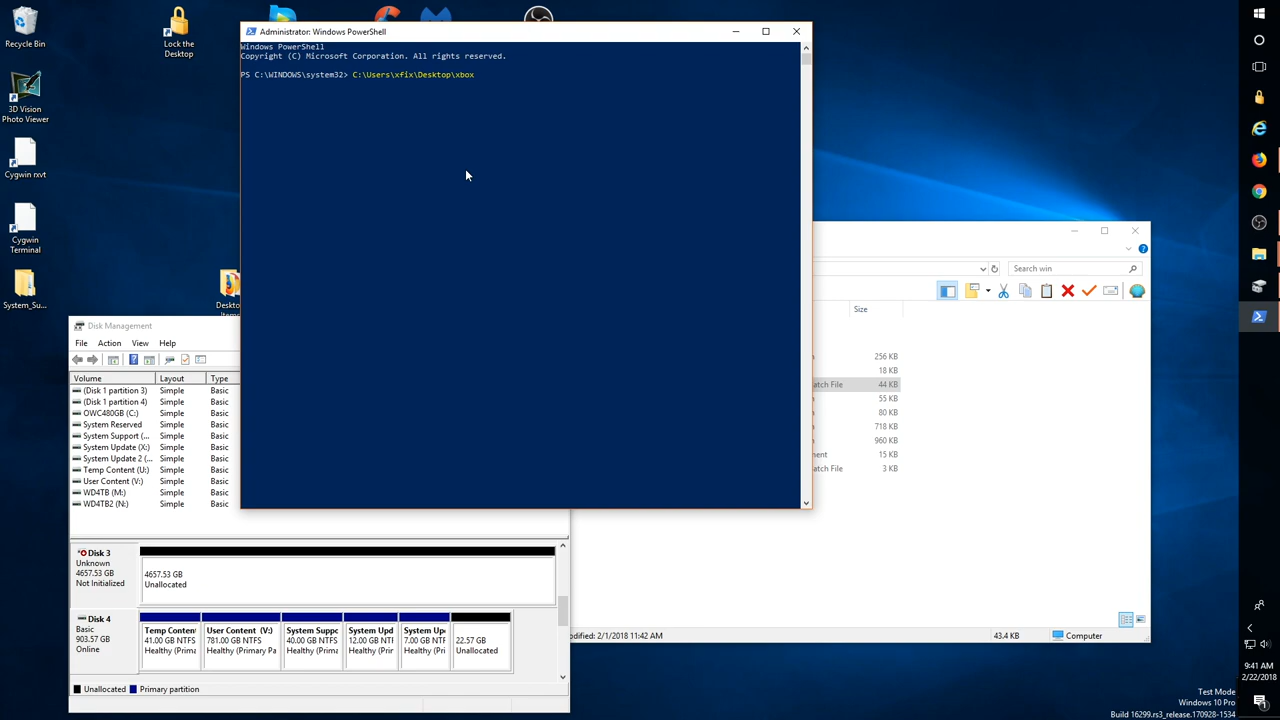 Recycle Bin
Lock the
Desktop
3D Vision
Photo Viewer
Cygwin rxvt
Cygwin
Terminal
System_Su...
Desktop
Administrator: Windows PowerShell
Windows PowerShell
Copyright (C) Microsoft Corporation. All rights reserved.
PS C:\WINDOWS\system32> C:\Users\xfix\Desktop\xbox
Search win
Size
256 KB
18 KB
atch File 44 KB
55 KB
80 KB
718 KB
960 KB
ment 15 KB
atch File 3 KB
odified: 2/1/2018 11:42 AM 43.4 KB Computer
Disk Management
File Action View Help
Volume Layout Type
(Disk 1 partition 3) Simple Basic
(Disk 1 partition 4) Simple Basic
OWC480GB (C:) Simple Basic
System Reserved Simple Basic
System Support (... Simple Basic
System Update (X:) Simple Basic
System Update 2 (... Simple Basic
Temp Content (U:) Simple Basic
User Content (V:) Simple Basic
WD4TB (M:) Simple Basic
WD4TB2 (N:) Simple Basic
Disk 3
Unknown
4657.53 GB
Not Initialized
4657.53 GB
Unallocated
Disk 4
Basic
903.57 GB
Online
Temp Content
41.00 GB NTFS
Healthy (Prima
User Content (V:)
781.00 GB NTFS
Healthy (Primary Pa
System Suppo
40.00 GB NTFS
Healthy (Prima
System Upd
12.00 GB NTF
Healthy (Pri
System Up
7.00 GB NTF
Healthy (Pri
22.57 GB
Unallocated
Unallocated Primary partition
9:41 AM
2/22/2018
Test Mode
Windows 10 Pro
Build 16299.rs3_release.170928-1534